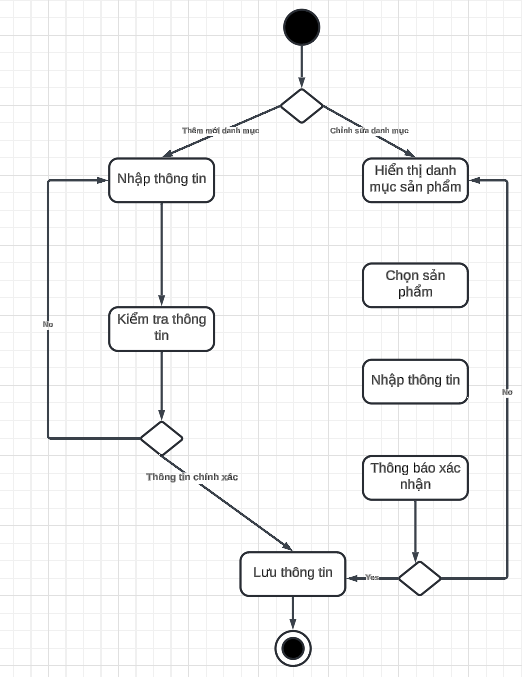 Thêm mới danh mục
Chỉnh sửa danh mục
Nhập thông tin
Hiển thị danh
mục sản phẩm
Chọn sản
phẩm
Kiểm tra thông
tin
No
Nhập thông tin
No
Thông báo xác
nhận
Thông tin chính xác
Lưu thông tin
Yes